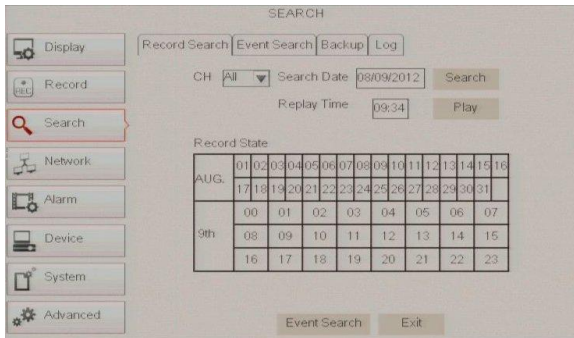 SEARCH
Display
Record
REC
Search
Network
Alarm
Device
System
Advanced
Record Search Event Search Backup Log
CH All Search Date 08/09/2012 Search
Replay Time 09:34 Play
Record State
AUG. 01 02 03 04 05 06 07 08 09 10 11 12 13 14 15 16
17 18 19 20 21 22 23 24 25 26 27 28 29 30 31
9th 00 01 02 03 04 05 06 07
08 09 10 11 12 13 14 15
16 17 18 19 20 21 22 23
Event Search Exit